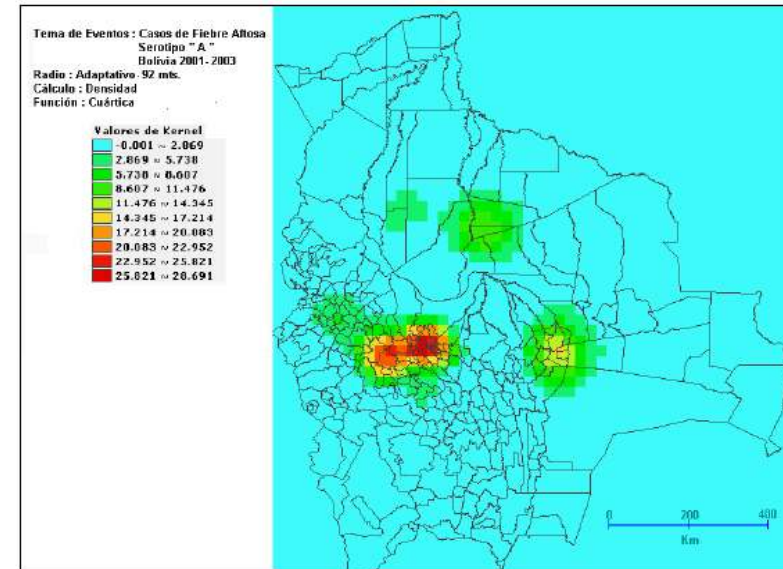 Tema de Eventos : Casos de Fiebre Aftosa
Serotipo "A"
Bolivia 2001-2003
Radio : Adaptativo-92 mts.
Cálculo : Densidad
Función : Cuártica
Valores de Kernel
-0.001 ~ 2.869
2.869 ~ 5.738
5.738 ~ 8.607
8.607 ~ 11.476
11.476 ~ 14.345
14.345 ~ 17.214
17.214 ~ 20.083
20.083 ~ 22.952
22.952 ~ 25.821
25.821 ~ 28.691
0 200 400
Km